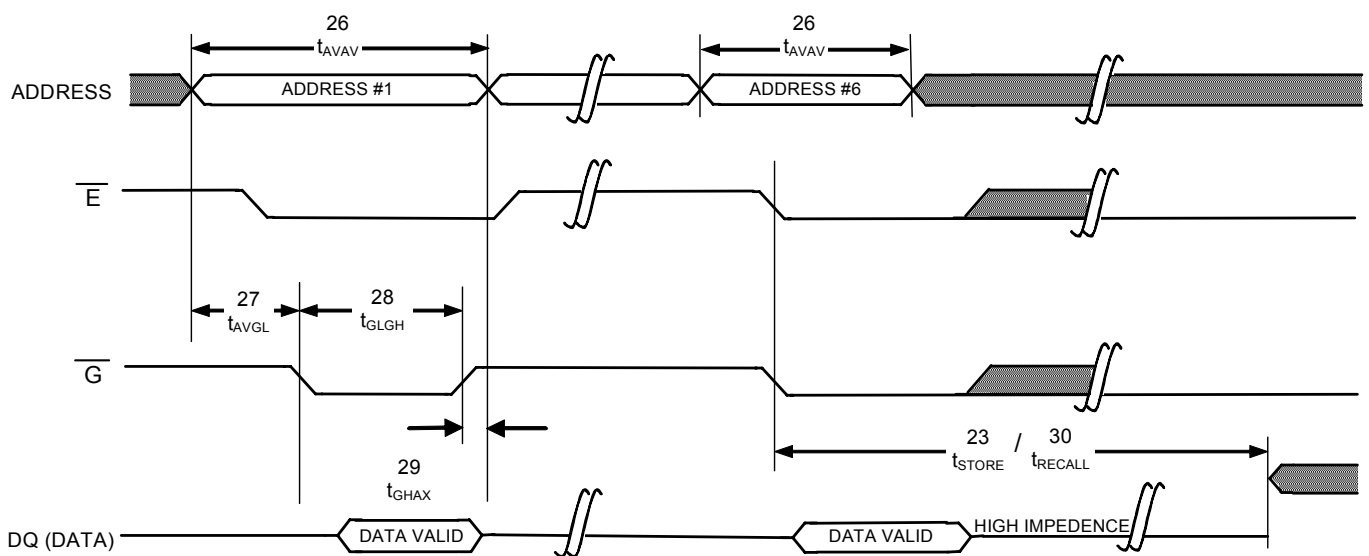 26
tAVAV
26
tAVAV
ADDRESS
ADDRESS #1
ADDRESS #6
E
27
tAVGL
28
tGLGH
G
23 / 30
tSTORE tRECALL
29
tGHAX
DQ (DATA)
DATA VALID
DATA VALID
HIGH IMPEDENCE